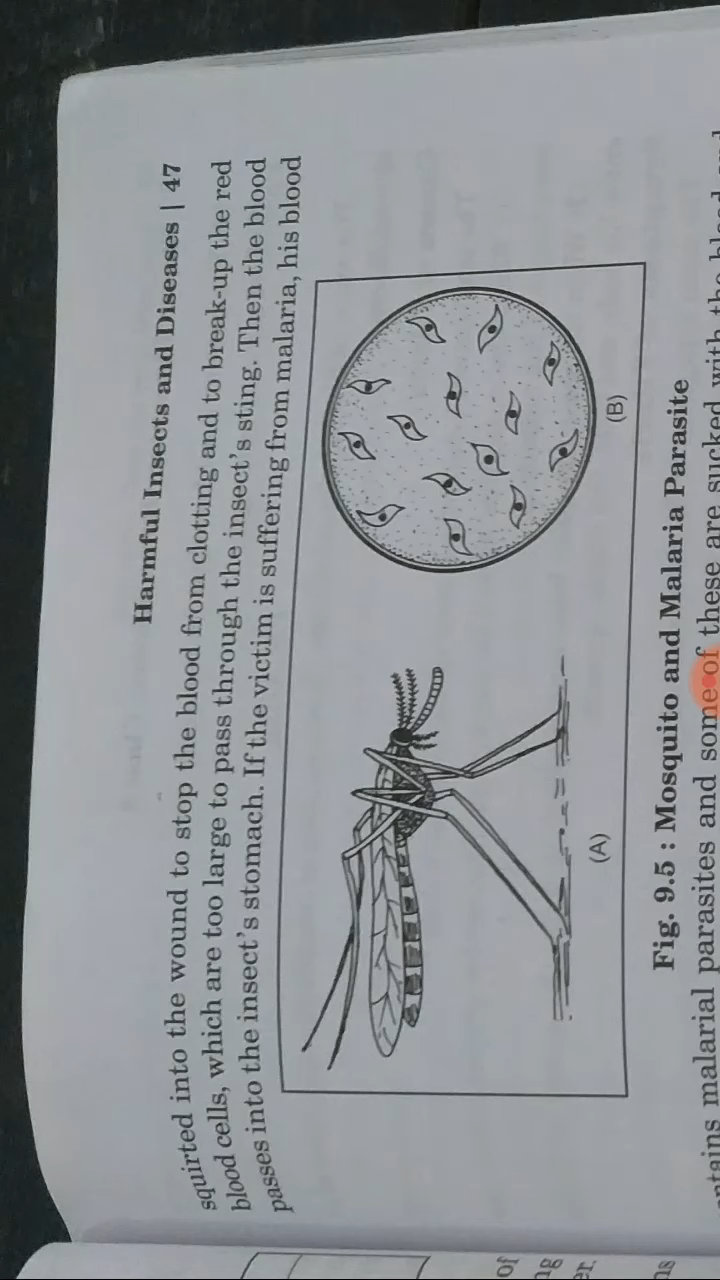 Harmful Insects and Diseases | 47
squirted into the wound to stop the blood from clotting and to break-up the red
blood cells, which are too large to pass through the insect's sting. Then the blood
passes into the insect's stomach. If the victim is suffering from malaria, his blood
(A)
(B)
Fig. 9.5 : Mosquito and Malaria Parasite
malarial parasites and some of these are sucked with the blood
of